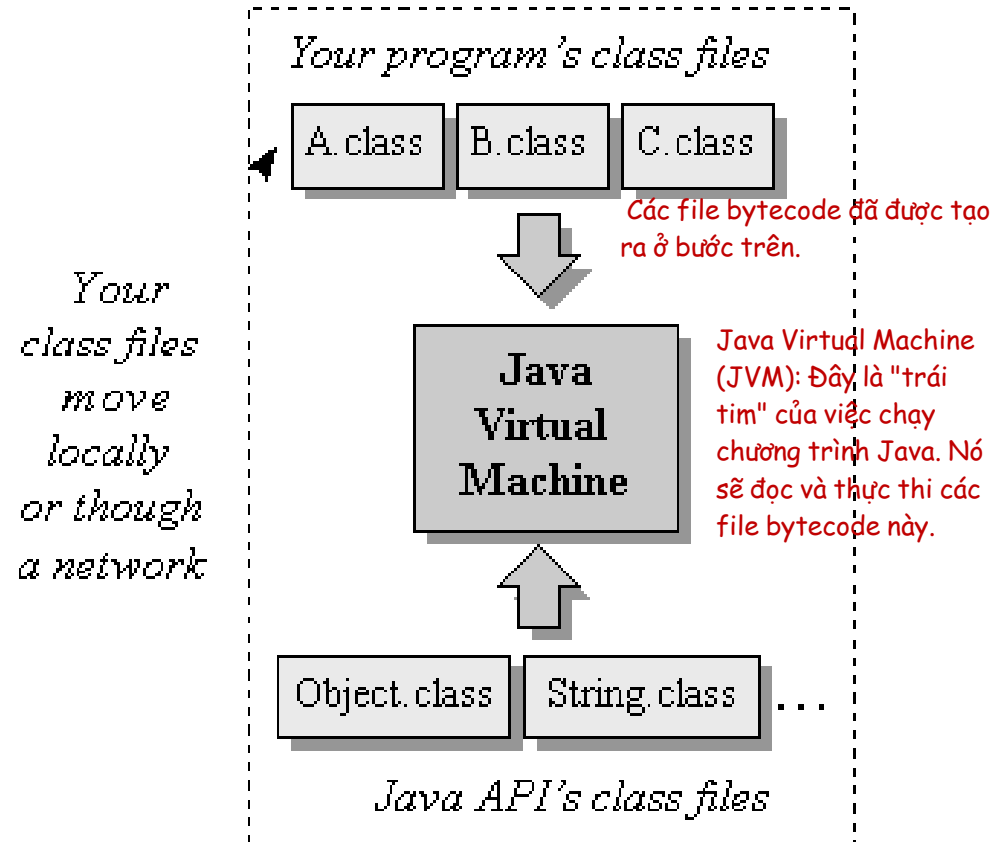 Your program's class files
A.class
B.class
C.class
Các file bytecode đã được tạo
ra ở bước trên.
Your
class files
move
locally
or though
a network
Java
Virtual
Machine
Java Virtual Machine
(JVM): Đây là "trái
tim" của việc chạy
chương trình Java. Nó
sẽ đọc và thực thi các
file bytecode này.
Object.class
String.class
...
Java API's class files